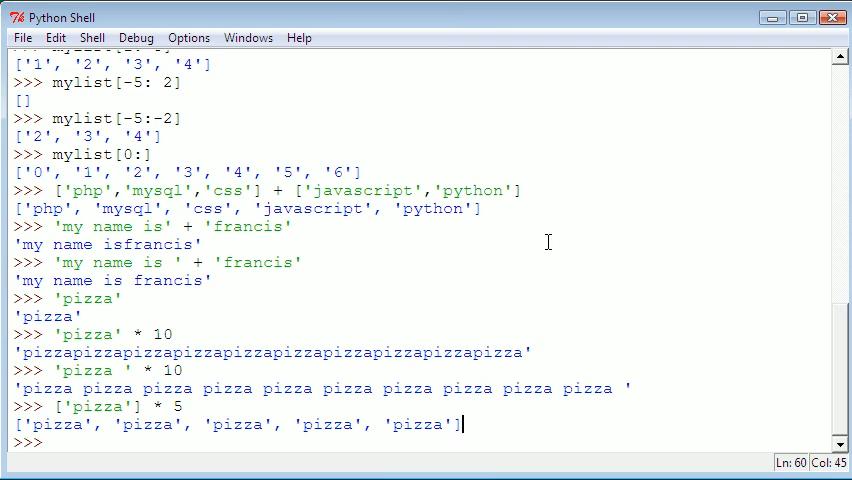 Python Shell
File Edit Shell Debug Options Windows Help
['1', '2', '3', '4']
>>> mylist[-5: 2]
[]
>>> mylist[-5:-2]
['2', '3', '4']
>>> mylist[0:]
['0', '1', '2', '3', '4', '5', '6']
>>> ['php','mysql','css'] + ['javascript','python']
['php', 'mysql', 'css', 'javascript', 'python']
>>> 'my name is' + 'francis'
'my name isfrancis'
>>> 'my name is ' + 'francis'
'my name is francis'
>>> 'pizza'
'pizza'
>>> 'pizza' * 10
'pizzapizzapizzapizzapizzapizzapizzapizzapizzapizza'
>>> 'pizza ' * 10
'pizza pizza pizza pizza pizza pizza pizza pizza pizza pizza '
>>> ['pizza'] * 5
['pizza', 'pizza', 'pizza', 'pizza', 'pizza']
>>>
Ln: 60 Col: 45